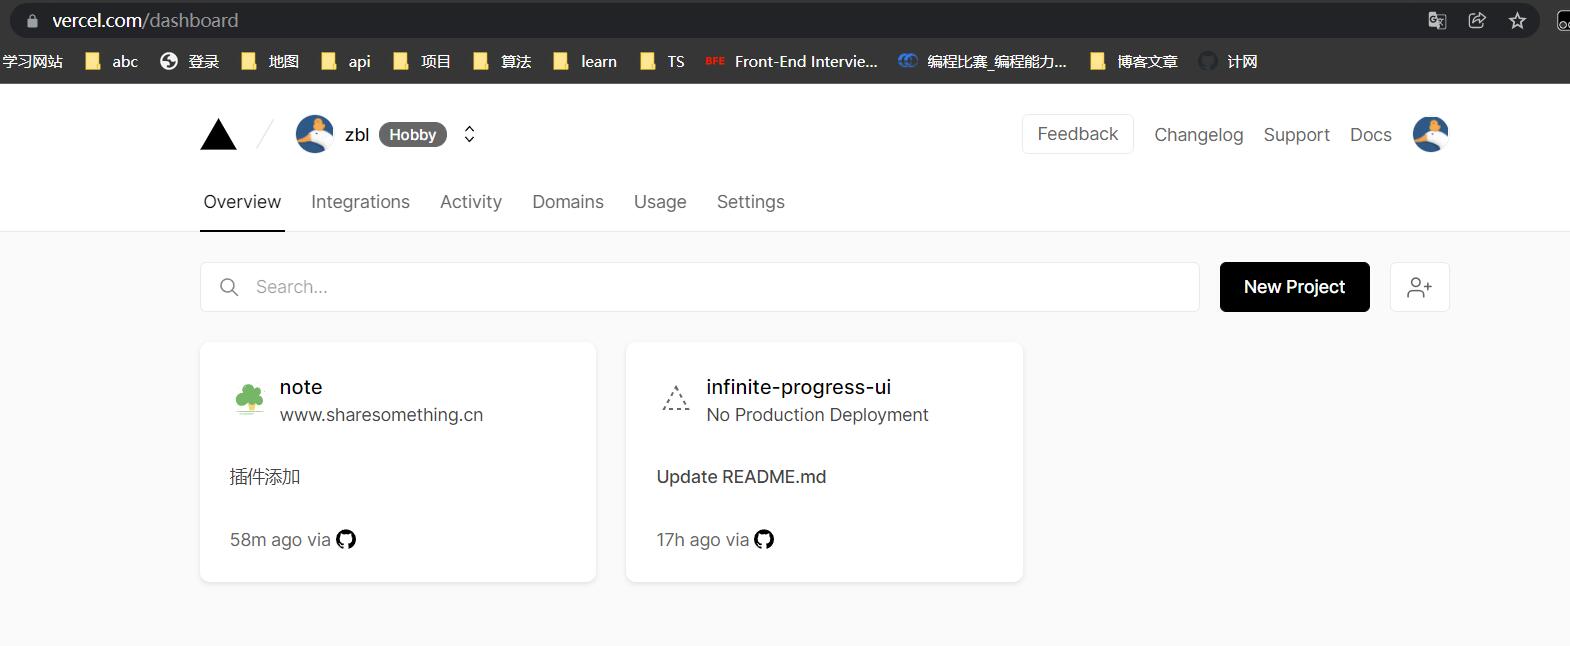 vercel.com/dashboard
学习网站 abc 登录 地图 api 项目 算法 learn TS BFE Front-End Intervie... 编程比赛_编程能力... 博客文章 计网
zbl Hobby Feedback Changelog Support Docs
Overview Integrations Activity Domains Usage Settings
Search... New Project
note
www.sharesomething.cn
插件添加
58m ago via
infinite-progress-ui
No Production Deployment
Update README.md
17h ago via